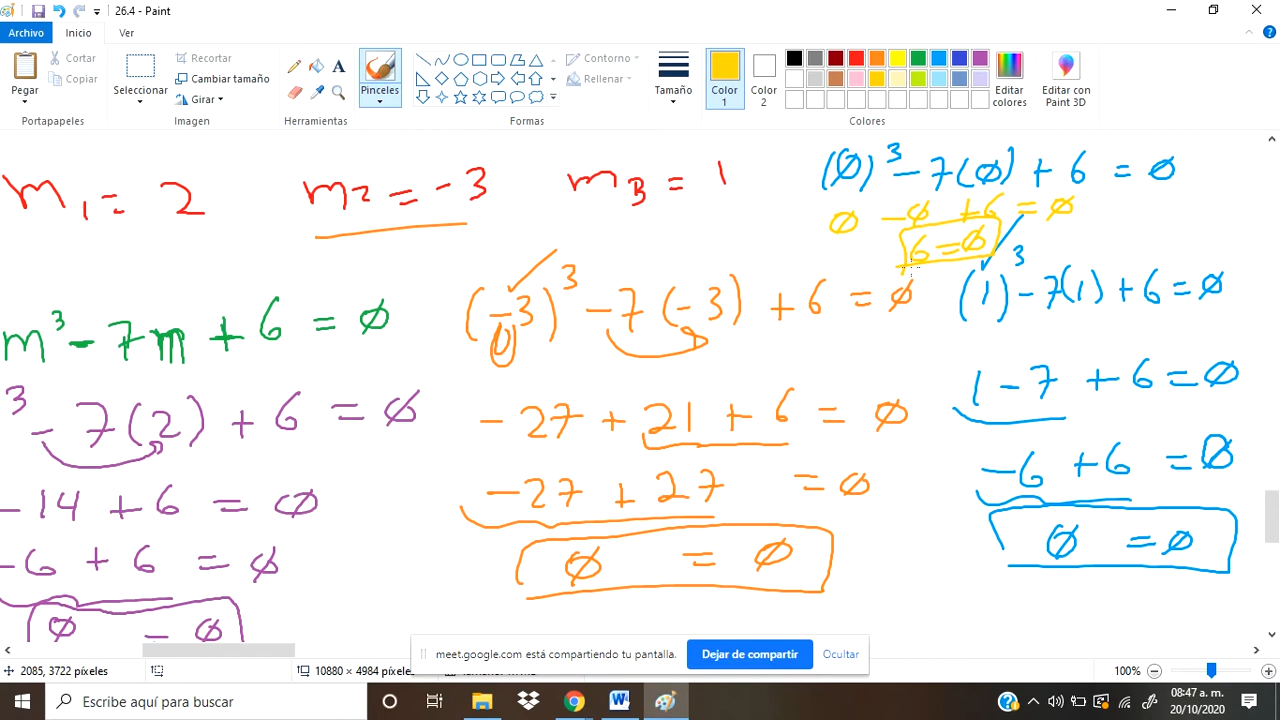 26.4 - Paint
Archivo Inicio Ver
Pegar
Cortar
Copiar
Portapapeles
Seleccionar
Recortar
Cambiar tamaño
Girar
Imagen
A
Herramientas
Pinceles
Contorno
Rellenar
Formas
Tamaño
Color 1
Color 2
Editar colores
Editar con Paint 3D
Colores
m1 = 2 m2 = -3 m3 = 1
(0)³ - 7(0) + 6 = 0
0 - 0 + 6 = 0
6 = 0
m³ - 7m + 6 = 0
³ - 7(2) + 6 = 0
- 14 + 6 = 0
- 6 + 6 = 0
0 = 0
(-3)³ - 7(-3) + 6 = 0
- 27 + 21 + 6 = 0
- 27 + 27 = 0
0 = 0
(1)³ - 7(1) + 6 = 0
1 - 7 + 6 = 0
- 6 + 6 = 0
0 = 0
meet.google.com está compartiendo tu pantalla. Dejar de compartir Ocultar
2085, 3722 píxeles 10880 × 4984 píxeles 100%
Escribe aquí para buscar
08:47 a. m.
20/10/2020